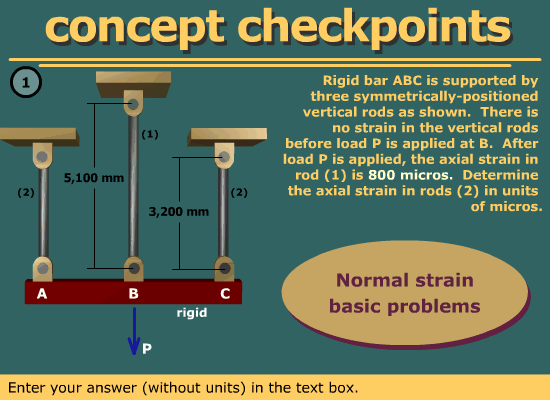 concept checkpoints
1
Rigid bar ABC is supported by
three symmetrically-positioned
vertical rods as shown.  There is
no strain in the vertical rods
before load P is applied at B.  After
load P is applied, the axial strain in
rod (1) is 800 micros.  Determine
the axial strain in rods (2) in units
of micros.
(1)
(2)
5,100 mm
(2)
3,200 mm
A
B
C
rigid
P
Normal strain
basic problems
Enter your answer (without units) in the text box.